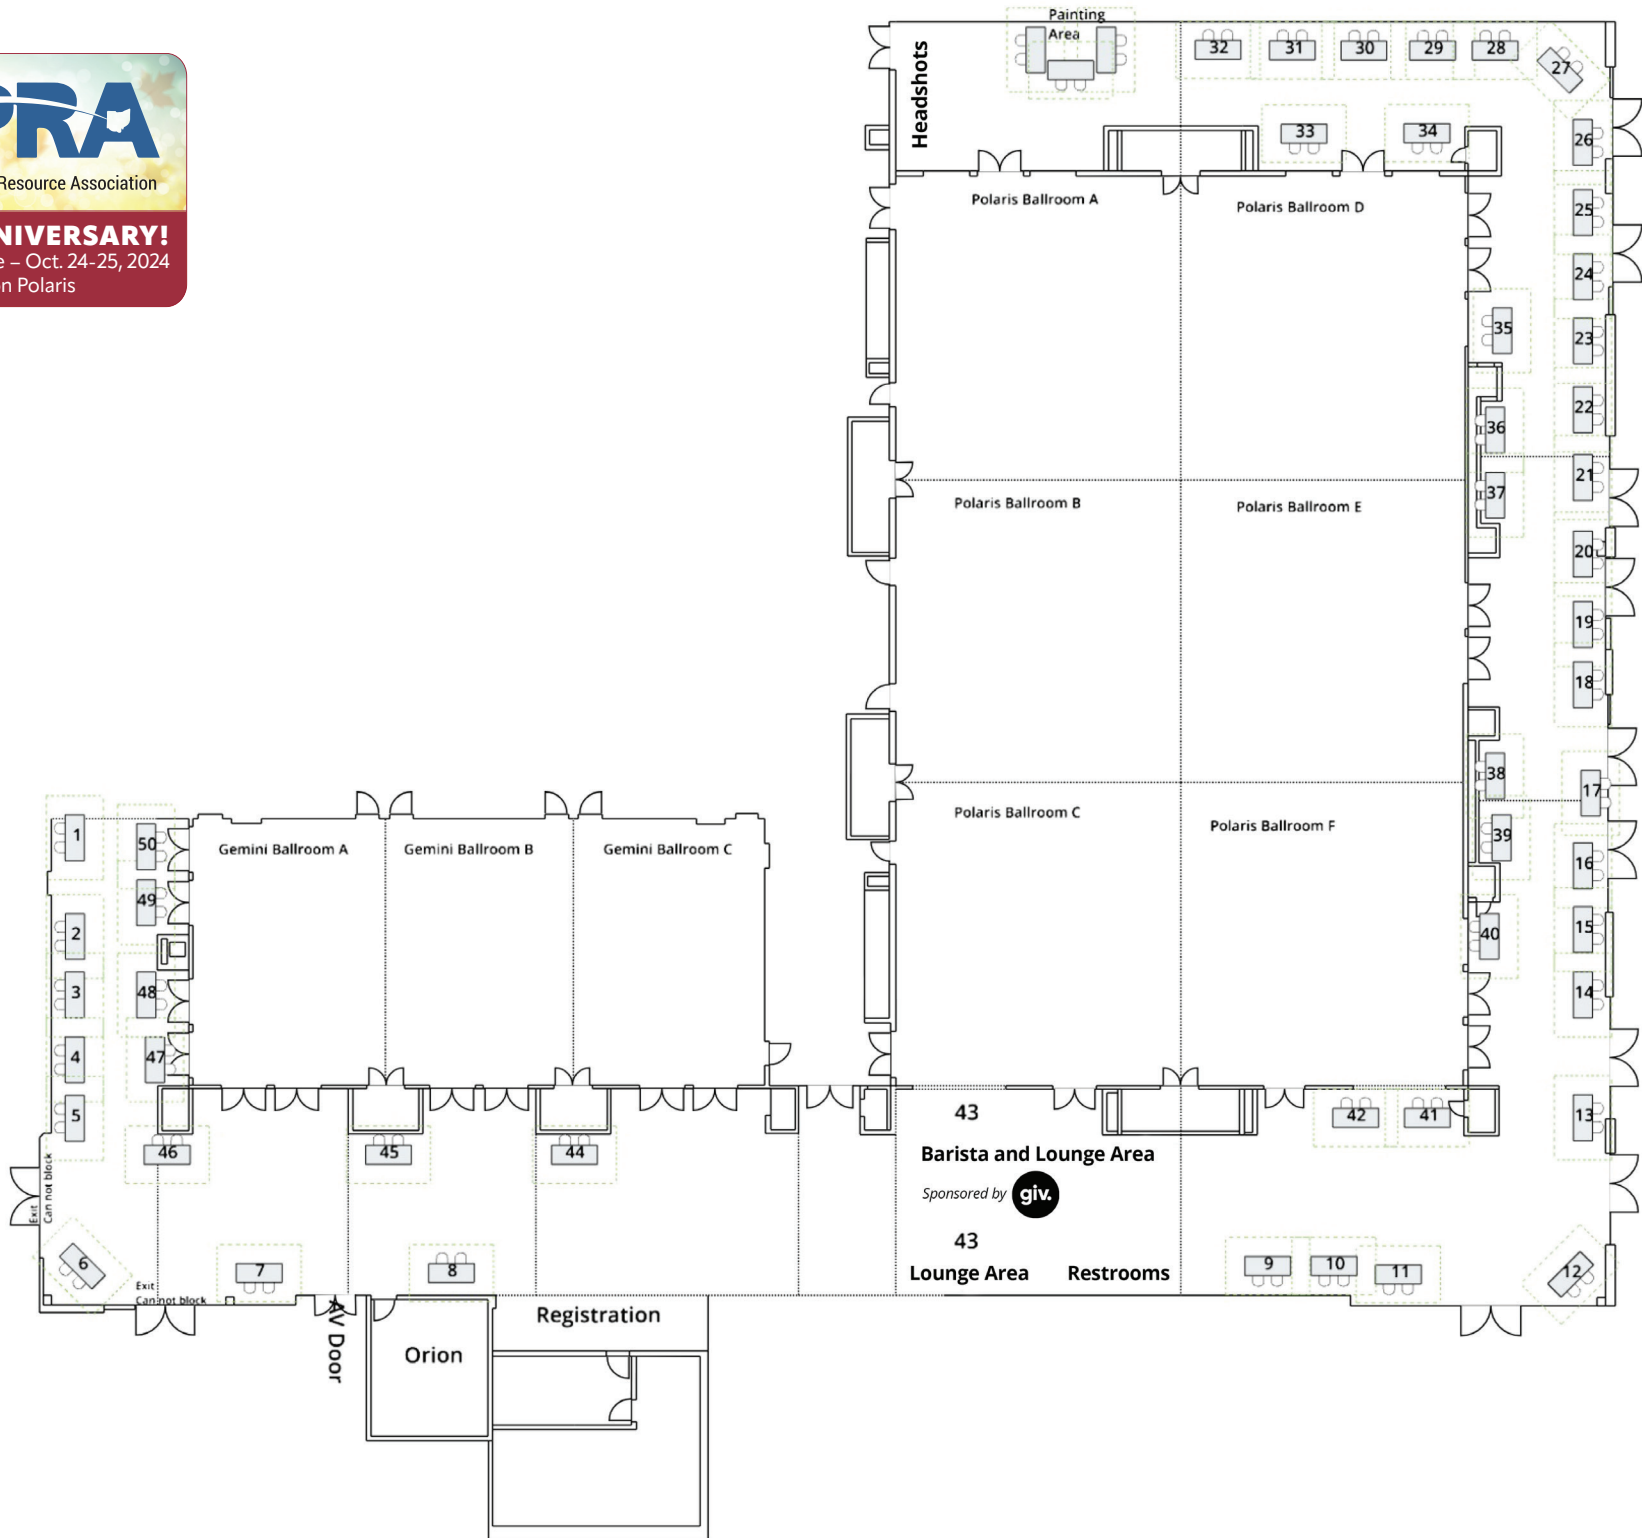 PRA
Resource Association
NIVERSARY!
e – Oct. 24-25, 2024
n Polaris
Painting
Area
Headshots
32
31
30
29
28
27
33
34
26
Polaris Ballroom A
Polaris Ballroom D
25
24
35
23
22
36
21
37
Polaris Ballroom B
Polaris Ballroom E
20
19
18
38
17
Polaris Ballroom C
Polaris Ballroom F
39
16
40
15
14
1
50
Gemini Ballroom A
Gemini Ballroom B
Gemini Ballroom C
49
2
3
48
4
47
5
46
45
44
43
42
41
13
Barista and Lounge Area
Sponsored by giv.
43
Lounge Area
Restrooms
Exit
Can not block
6
7
8
9
10
11
12
Exit
Can not block
AV Door
Registration
Orion